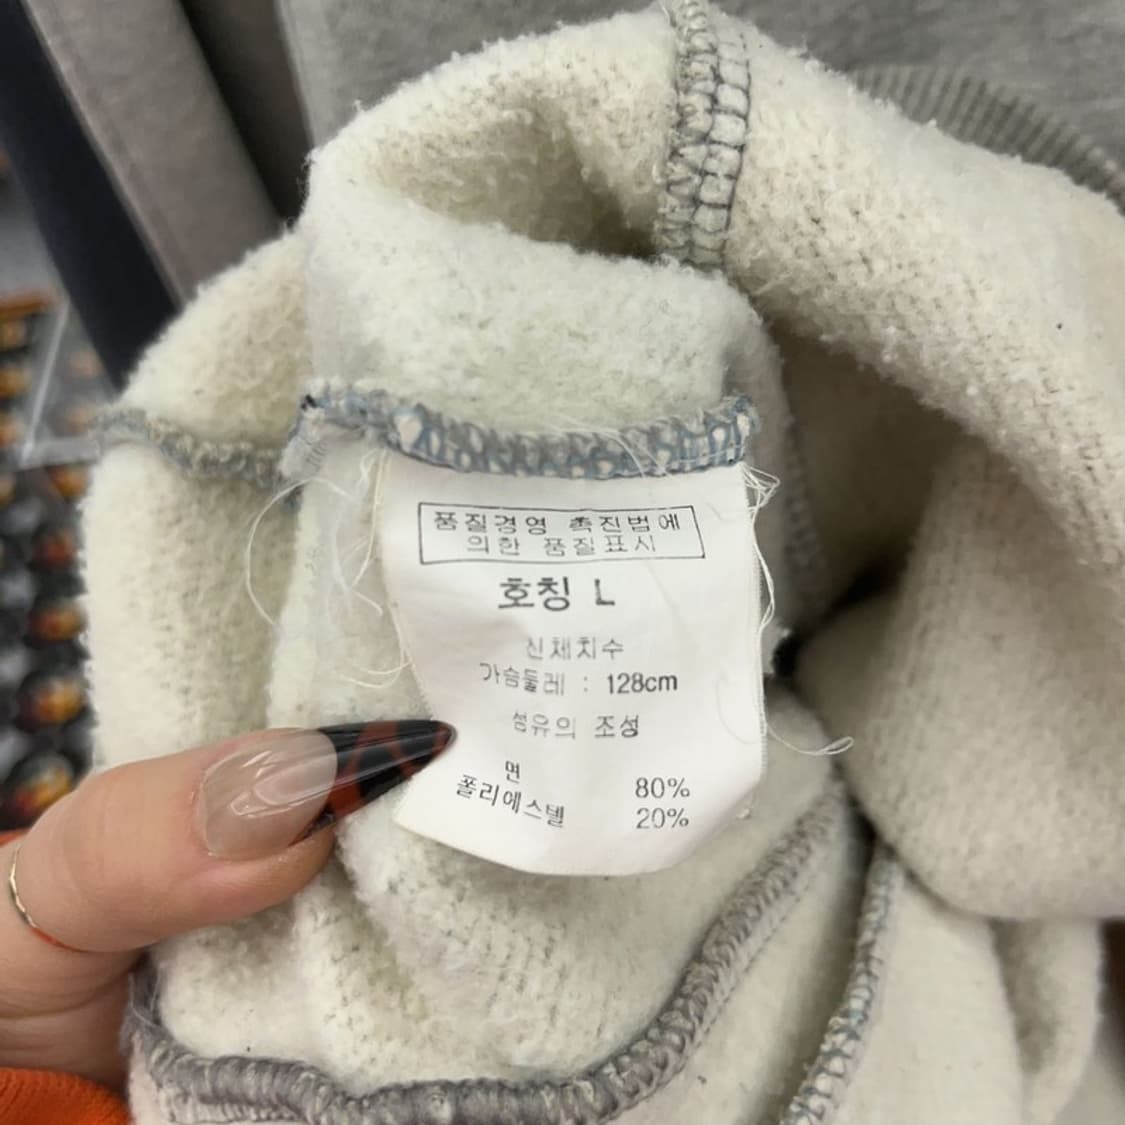 품질경영 촉진법에
의한 품질표시
호칭 L
신체치수
가슴둘레 : 128cm
섬유의 조성
면 80%
폴리에스텔 20%